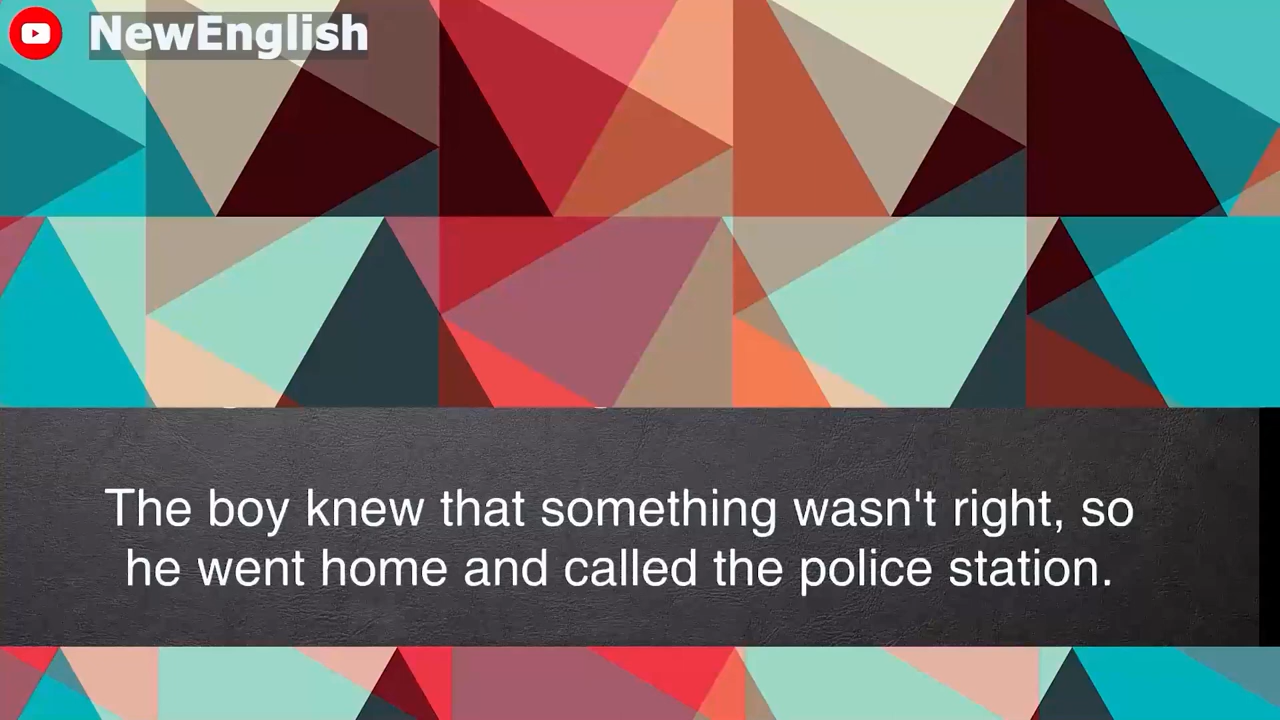 NewEnglish
The boy knew that something wasn't right, so
he went home and called the police station.